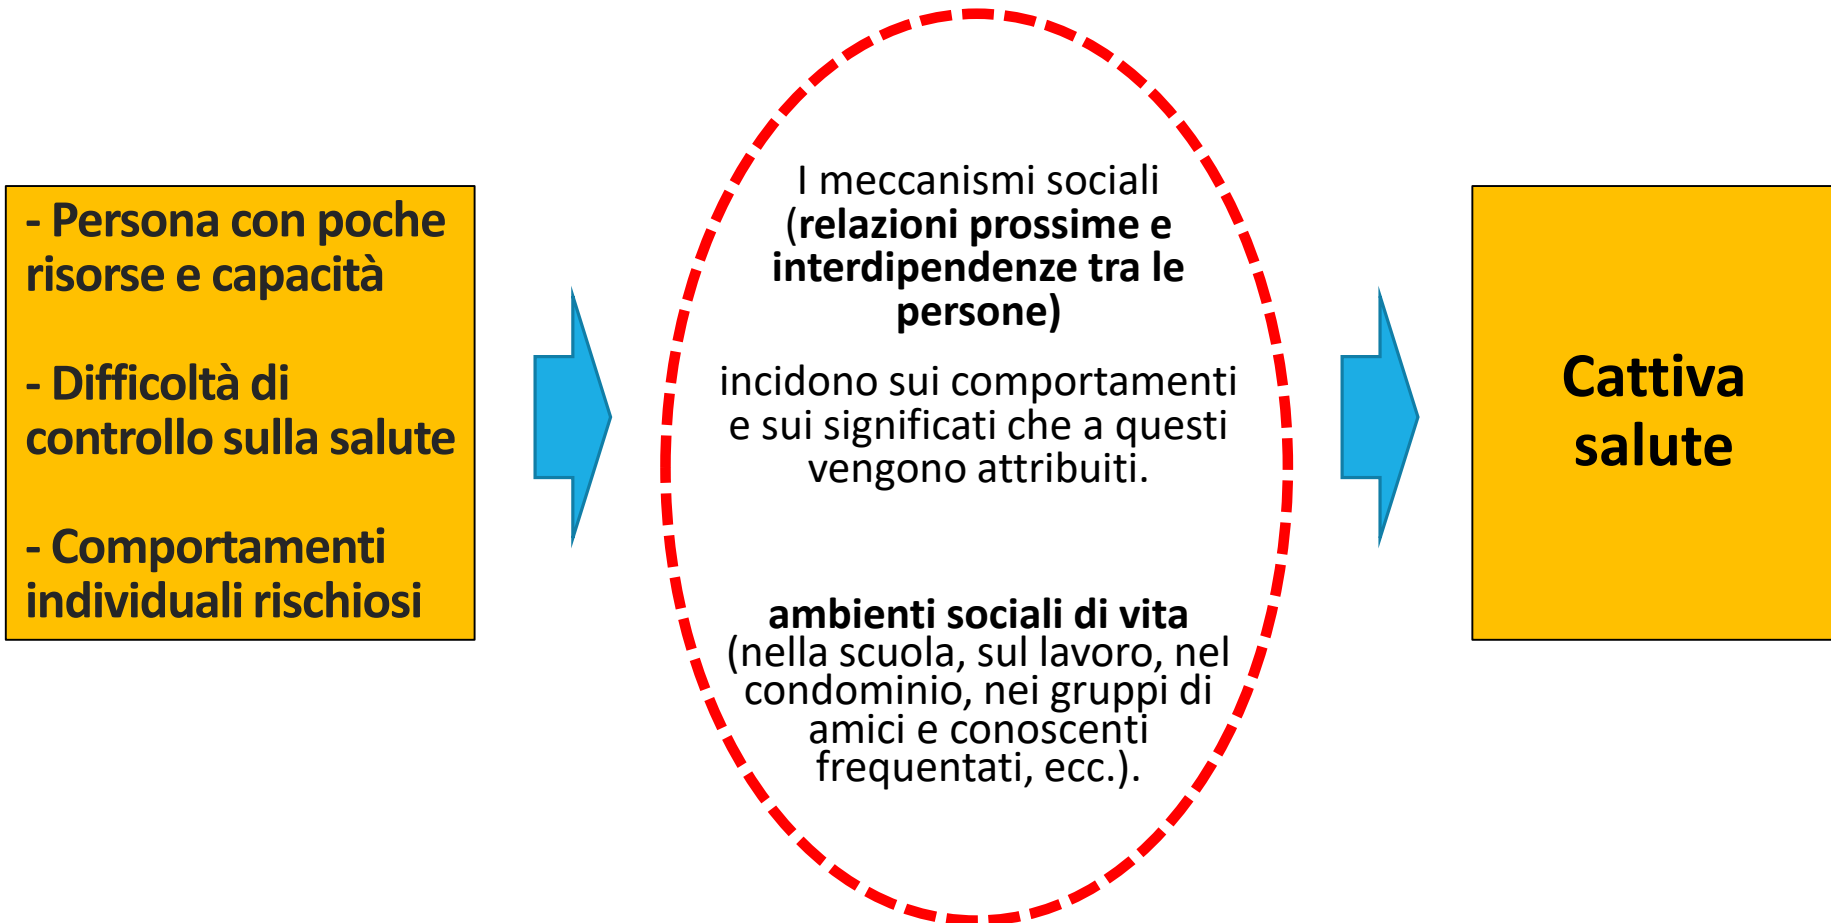 - Persona con poche
risorse e capacità
- Difficoltà di
controllo sulla salute
- Comportamenti
individuali rischiosi
I meccanismi sociali
(relazioni prossime e
interdipendenze tra le
persone)
incidono sui comportamenti
e sui significati che a questi
vengono attribuiti.
ambienti sociali di vita
(nella scuola, sul lavoro, nel
condominio, nei gruppi di
amici e conoscenti
frequentati, ecc.).
Cattiva
salute